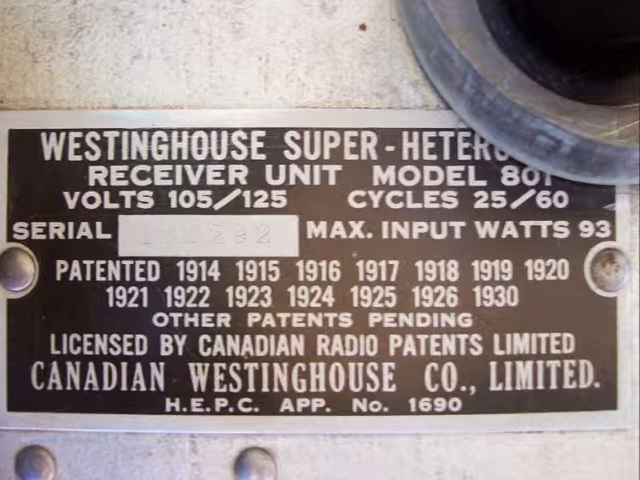 WESTINGHOUSE SUPER-
RECEIVER UNIT MODEL 801
VOLTS 105/125 CYCLES 25/60
SERIAL MAX. INPUT WATTS 93
PATENTED 1914 1915 1916 1917 1918 1919 1920
1921 1922 1923 1924 1925 1926 1930
OTHER PATENTS PENDING
LICENSED BY CANADIAN RADIO PATENTS LIMITED
CANADIAN WESTINGHOUSE CO., LIMITED.
H.E.P.C. APP. No. 1690